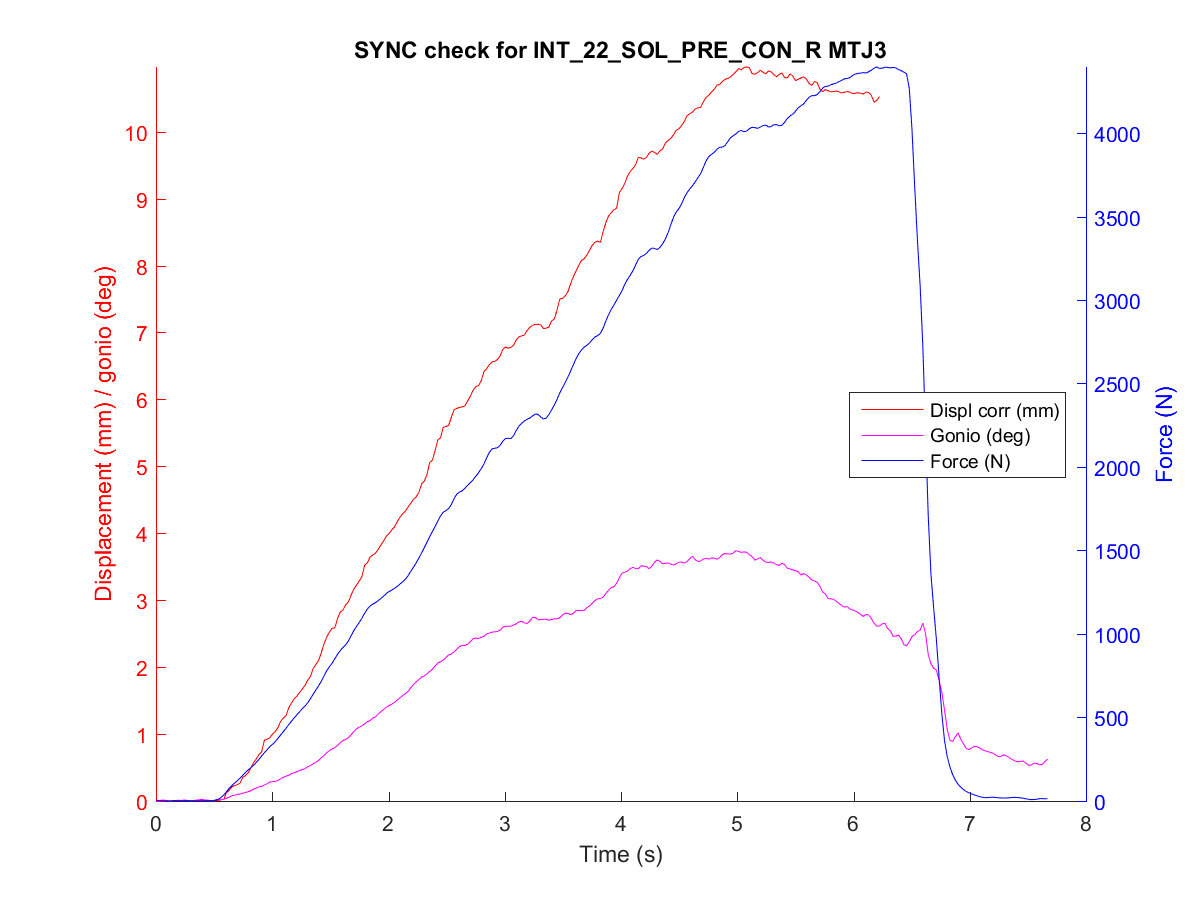 SYNC check for INT_22_SOL_PRE_CON_R MTJ3
Displacement (mm) / gonio (deg)
10
9
8
7
6
5
4
3
2
1
0
4000
3500
3000
2500
2000
1500
1000
500
0
Force (N)
Displ corr (mm)
Gonio (deg)
Force (N)
0 1 2 3 4 5 6 7 8
Time (s)